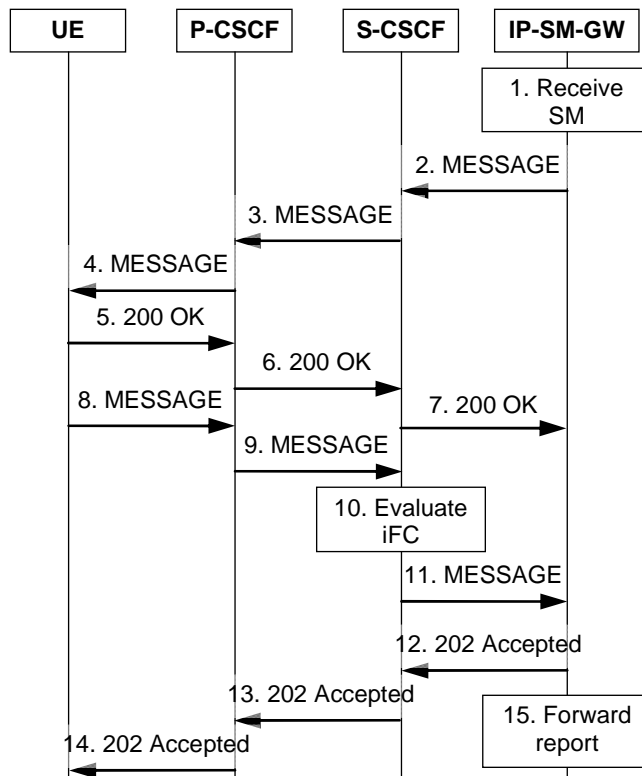 UE P-CSCF S-CSCF IP-SM-GW
1. Receive
SM
2. MESSAGE
3. MESSAGE
4. MESSAGE
5. 200 OK
6. 200 OK
8. MESSAGE
7. 200 OK
9. MESSAGE
10. Evaluate
iFC
11. MESSAGE
12. 202 Accepted
13. 202 Accepted
15. Forward
report
14. 202 Accepted